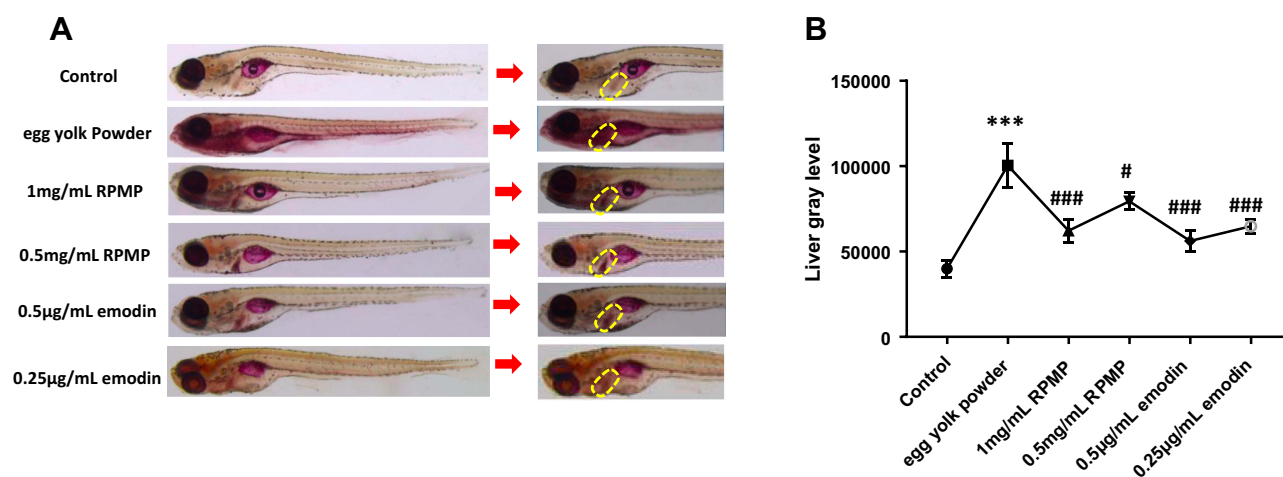 A
Control
egg yolk Powder
1mg/mL RPMP
0.5mg/mL RPMP
0.5μg/mL emodin
0.25μg/mL emodin
B
Liver gray level
150000
100000
50000
0
***
###
#
###
###
Control
egg yolk powder
1mg/mL RPMP
0.5mg/mL RPMP
0.5μg/mL emodin
0.25μg/mL emodin